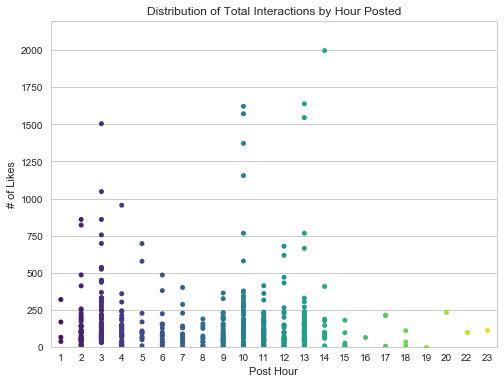 Distribution of Total Interactions by Hour Posted
2000
1750
1500
1250
1000
750
500
250
0
# of Likes
1 2 3 4 5 6 7 8 9 10 11 12 13 14 15 16 17 18 19 20 22 23
Post Hour